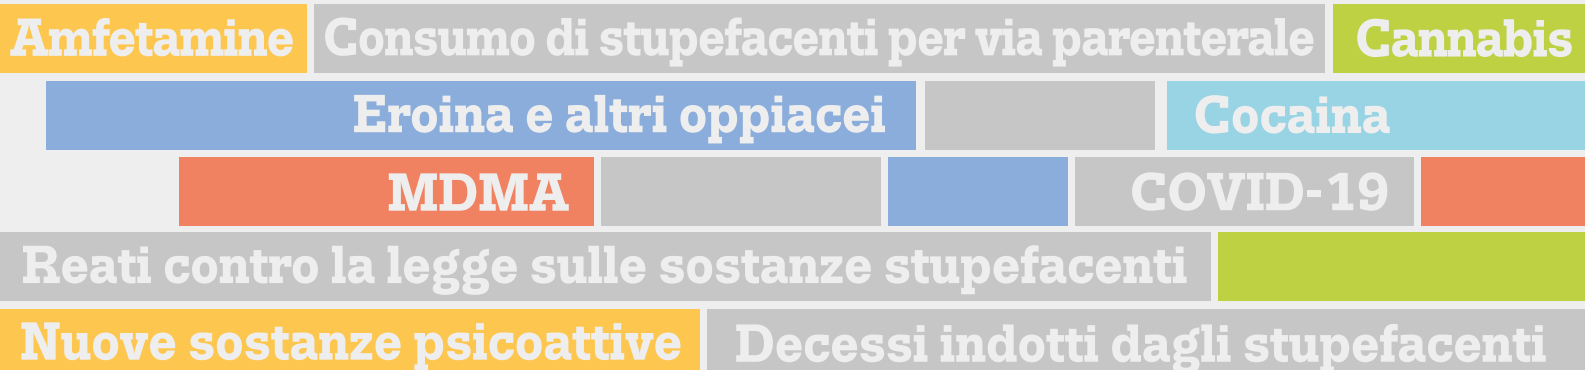 Amfetamine Consumo di stupefacenti per via parenterale Cannabis
Eroina e altri oppiacei Cocaina
MDMA COVID-19
Reati contro la legge sulle sostanze stupefacenti
Nuove sostanze psicoattive Decessi indotti dagli stupefacenti